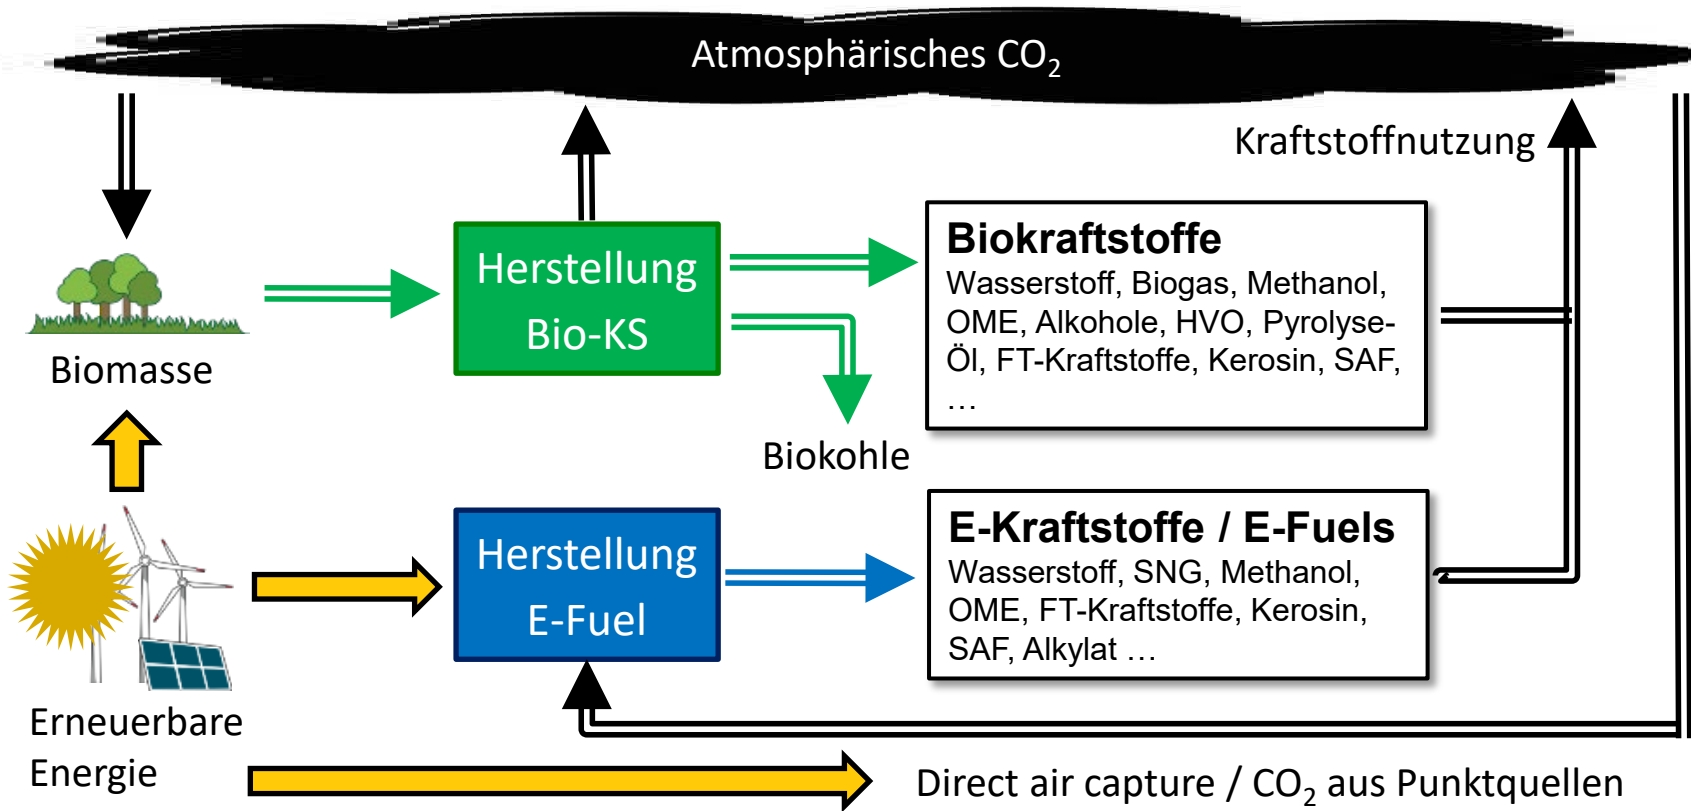 Atmosphärisches CO₂
Kraftstoffnutzung
Biomasse
Herstellung
Bio-KS
Biokraftstoffe
Wasserstoff, Biogas, Methanol,
OME, Alkohole, HVO, Pyrolyse-
Öl, FT-Kraftstoffe, Kerosin, SAF,
…
Biokohle
Herstellung
E-Fuel
E-Kraftstoffe / E-Fuels
Wasserstoff, SNG, Methanol,
OME, FT-Kraftstoffe, Kerosin,
SAF, Alkylat …
Erneuerbare
Energie
Direct air capture / CO₂ aus Punktquellen